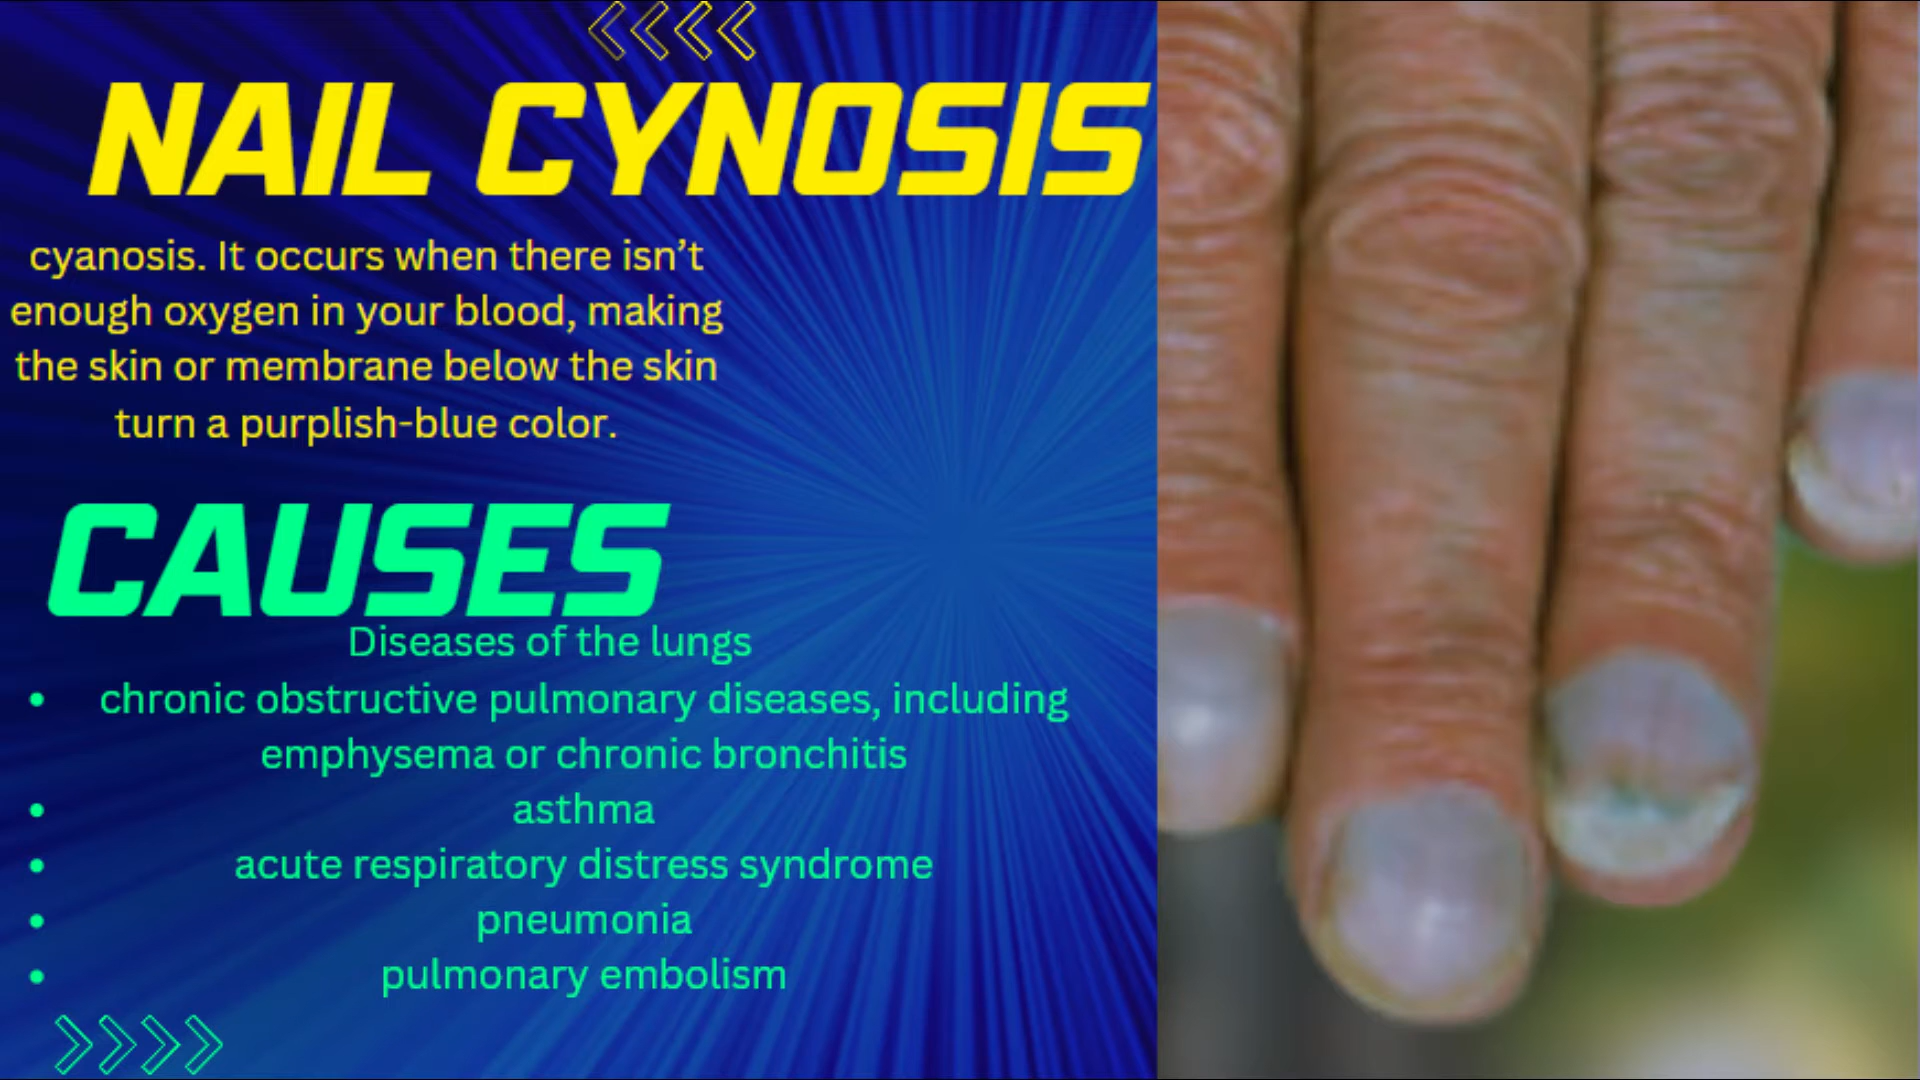 NAIL CYNOSIS
cyanosis. It occurs when there isn't
enough oxygen in your blood, making
the skin or membrane below the skin
turn a purplish-blue color.
CAUSES
Diseases of the lungs
• chronic obstructive pulmonary diseases, including
emphysema or chronic bronchitis
• asthma
• acute respiratory distress syndrome
• pneumonia
• pulmonary embolism